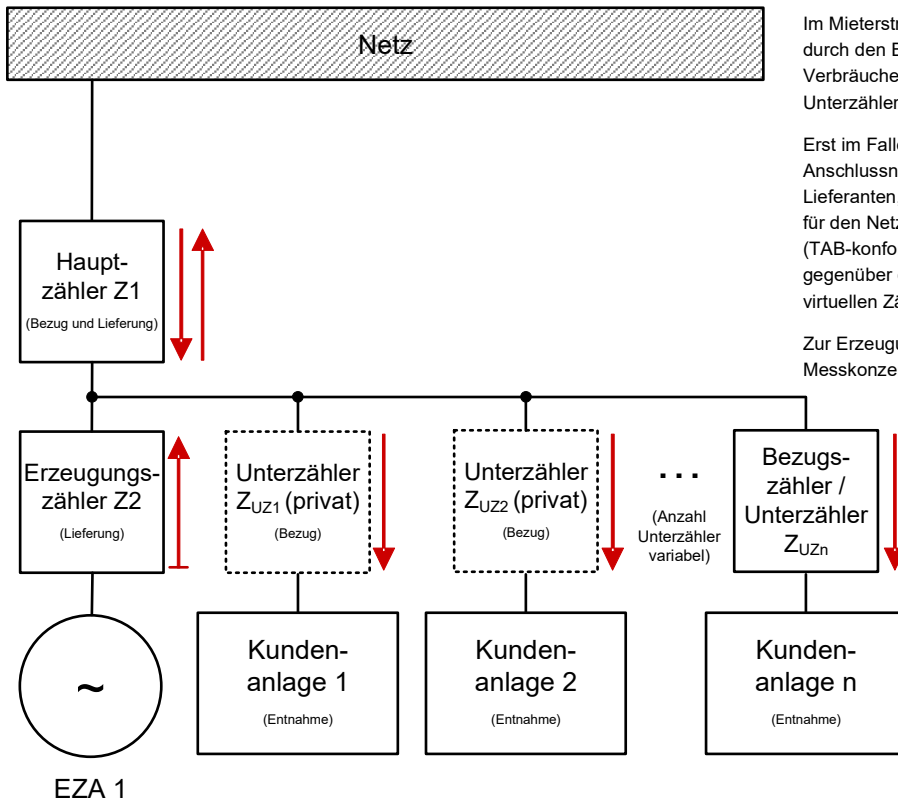 Netz
Im Mieterstr
durch den E
Verbräuche
Unterzähler
Erst im Falle
Anschlussn
Lieferanten
für den Netz
(TAB-konfo
gegenüber
virtuellen Zä
Zur Erzeugu
Messkonze
Haupt-
zähler Z1
(Bezug und Lieferung)
Erzeugungs-
zähler Z2
(Lieferung)
Unterzähler
ZUZ1 (privat)
(Bezug)
Unterzähler
ZUZ2 (privat)
(Bezug)
...
(Anzahl
Unterzähler
variabel)
Bezugs-
zähler /
Unterzähler
ZUZn
~
EZA 1
Kunden-
anlage 1
(Entnahme)
Kunden-
anlage 2
(Entnahme)
Kunden-
anlage n
(Entnahme)